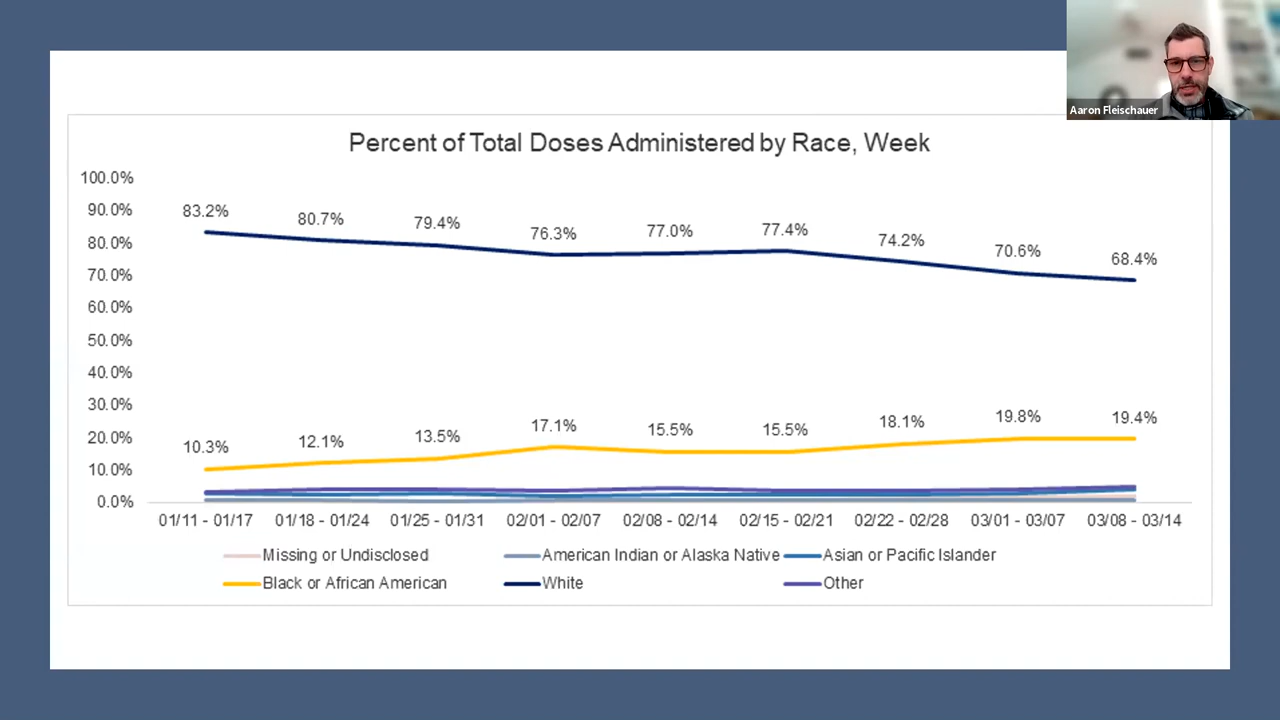 Aaron Fleischauer
Percent of Total Doses Administered by Race, Week
100.0%
90.0%
80.0%
70.0%
60.0%
50.0%
40.0%
30.0%
20.0%
10.0%
0.0%
83.2% 80.7% 79.4% 76.3% 77.0% 77.4% 74.2% 70.6% 68.4%
10.3% 12.1% 13.5% 17.1% 15.5% 15.5% 18.1% 19.8% 19.4%
01/11 - 01/17 01/18 - 01/24 01/25 - 01/31 02/01 - 02/07 02/08 - 02/14 02/15 - 02/21 02/22 - 02/28 03/01 - 03/07 03/08 - 03/14
Missing or Undisclosed American Indian or Alaska Native Asian or Pacific Islander
Black or African American White Other